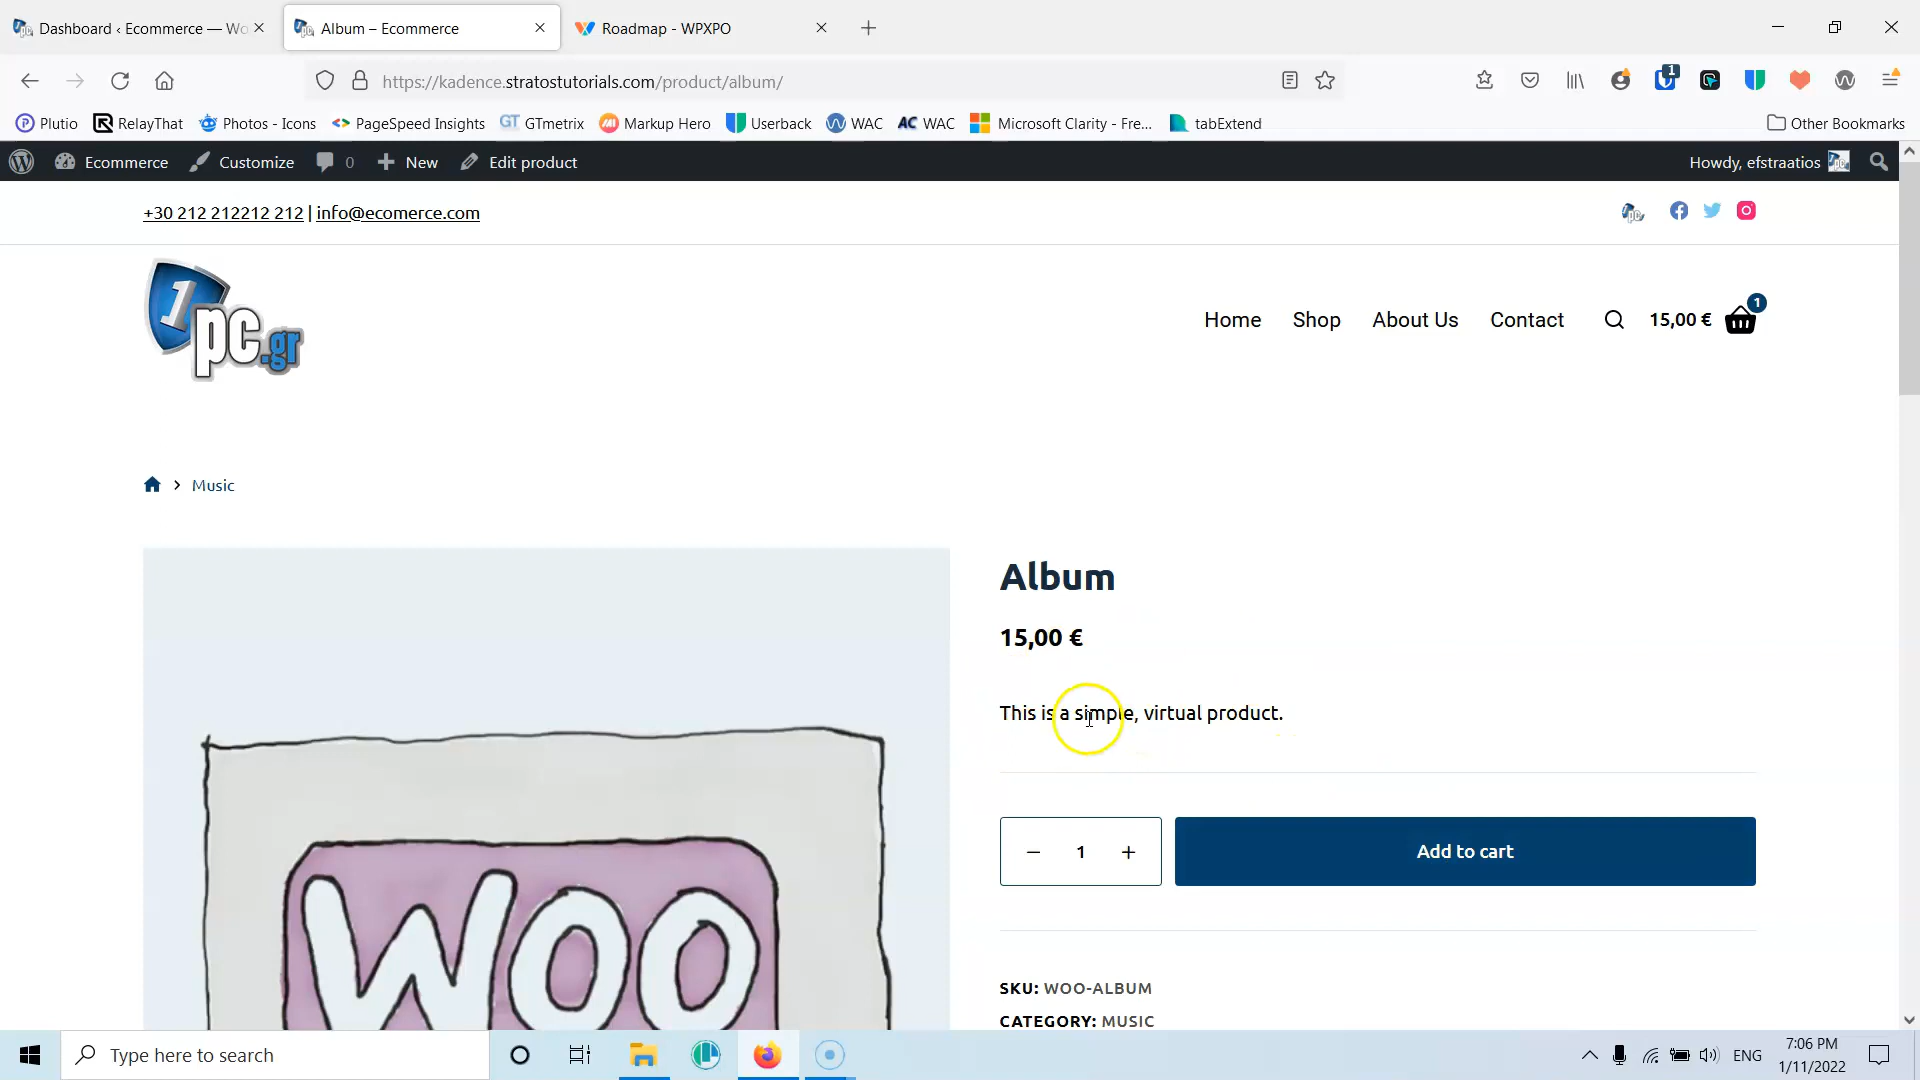 Dashboard ‹ Ecommerce — Wo
Album – Ecommerce
Roadmap - WPXPO
https://kadence.stratostutorials.com/product/album/
1
Plutio
RelayThat
Photos - Icons
PageSpeed Insights
GTmetrix
Markup Hero
Userback
WAC
WAC
Microsoft Clarity - Fre...
tabExtend
Other Bookmarks
Ecommerce
Customize
0
New
Edit product
Howdy, efstraatios
+30 212 212212 212 | info@ecomerce.com
1pc.gr
Home
Shop
About Us
Contact
15,00 €
1
Music
Album
15,00 €
This is a simple, virtual product.
− 1 +
Add to cart
WOO
SKU: WOO-ALBUM
CATEGORY: MUSIC
Type here to search
ENG
7:06 PM
1/11/2022